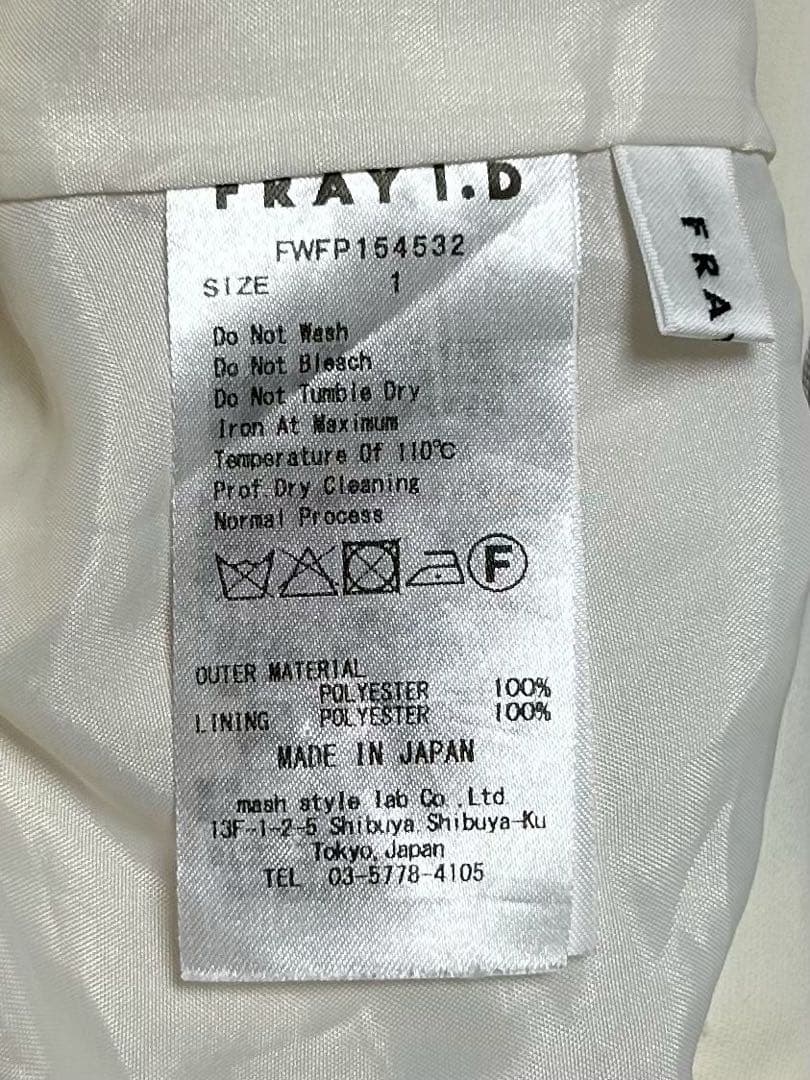 FRAY I.D
FWFP154532
SIZE 1
Do Not Wash
Do Not Bleach
Do Not Tumble Dry
Iron At Maximum
Temperature Of 110℃
Prof.Dry Cleaning
Normal Process
F
OUTER MATERIAL
POLYESTER 100%
LINING POLYESTER 100%
MADE IN JAPAN
mash style lab Co.,Ltd.
13F-1-2-5 Shibuya,Shibuya-Ku
Tokyo,Japan
TEL 03-5778-4105
FRA